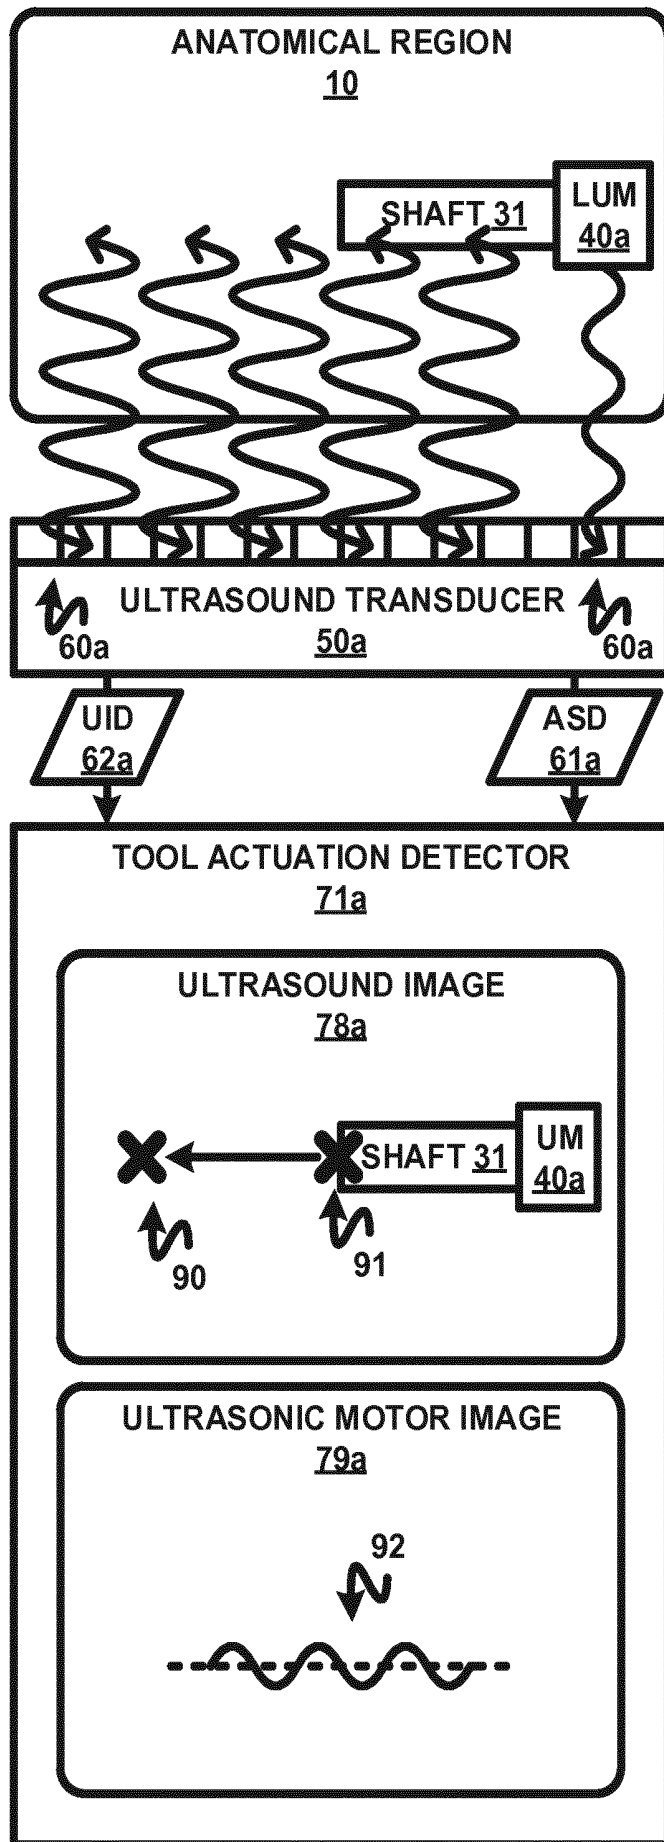 ANATOMICAL REGION
10
SHAFT 31
LUM
40a
ULTRASOUND TRANSDUCER
50a
60a
60a
UID
62a
ASD
61a
TOOL ACTUATION DETECTOR
71a
ULTRASOUND IMAGE
78a
SHAFT 31
UM
40a
90
91
ULTRASONIC MOTOR IMAGE
79a
92